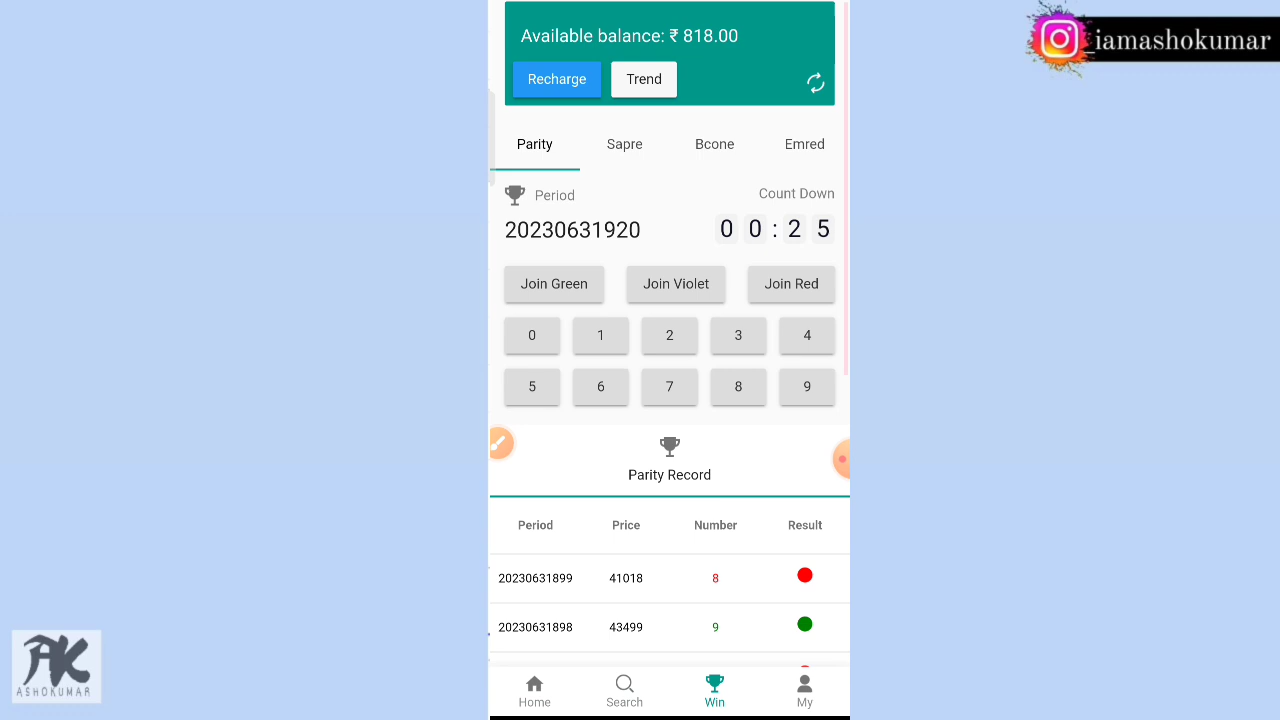 _iamashokumar
Available balance: ₹ 818.00
Recharge Trend
Parity Sapre Bcone Emred
Period Count Down
20230631920 0 0 : 2 5
Join Green Join Violet Join Red
0 1 2 3 4
5 6 7 8 9
Parity Record
Period Price Number Result
20230631899 41018 8
20230631898 43499 9
Home Search Win My
AK
ASHOKUMAR